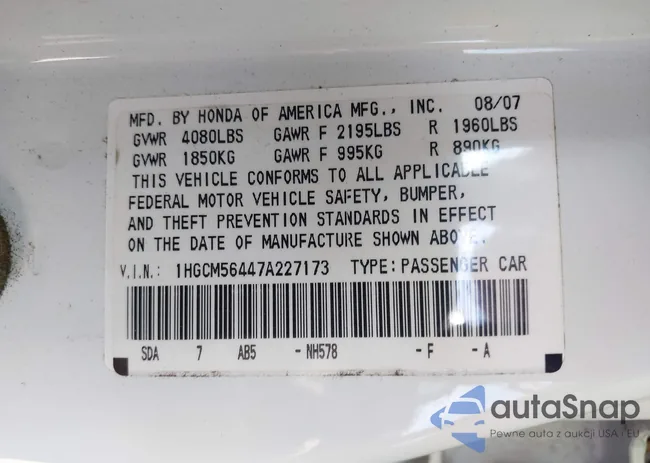 MFD. BY HONDA OF AMERICA MFG., INC. 08/07
GVWR 4080LBS GAWR F 2195LBS R 1960LBS
GVWR 1850KG GAWR F 995KG R 890KG
THIS VEHICLE CONFORMS TO ALL APPLICABLE
FEDERAL MOTOR VEHICLE SAFETY, BUMPER,
AND THEFT PREVENTION STANDARDS IN EFFECT
ON THE DATE OF MANUFACTURE SHOWN ABOVE.
V.I.N.: 1HGCM56447A227173 TYPE: PASSENGER CAR
SDA 7 AB5 -NH578 -F -A
autaSnap
Pewne auta z aukcji USA i EU